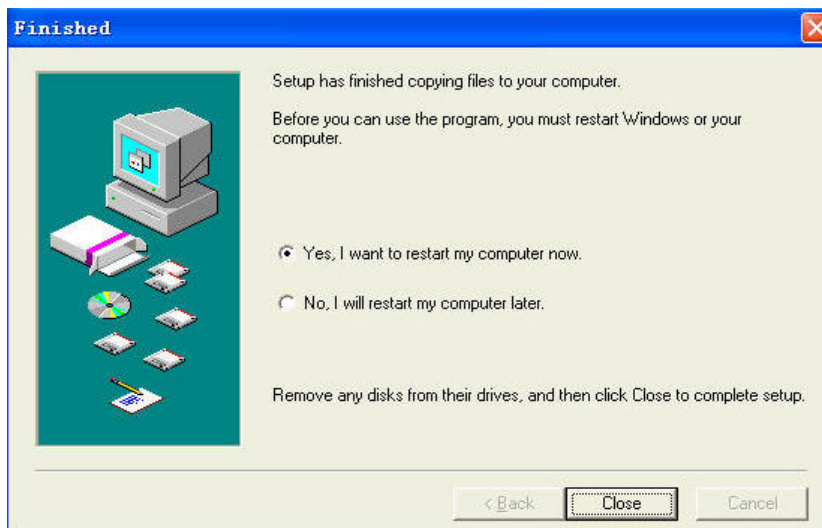 Finished
Setup has finished copying files to your computer.
Before you can use the program, you must restart Windows or your
computer.
Yes, I want to restart my computer now.
No, I will restart my computer later.
Remove any disks from their drives, and then click Close to complete setup.
< Back
Close
Cancel